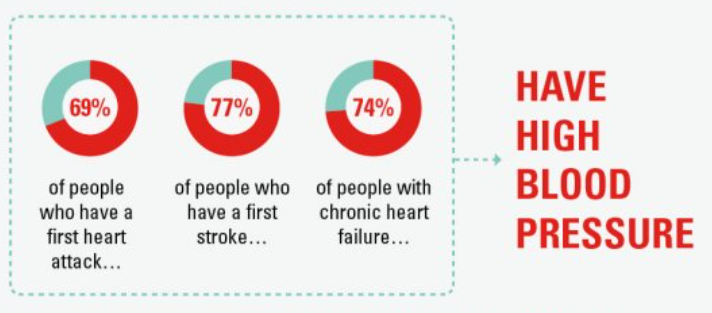 69%
of people
who have a
first heart
attack...
77%
of people who
have a first
stroke...
74%
of people with
chronic heart
failure...
HAVE
HIGH
BLOOD
PRESSURE